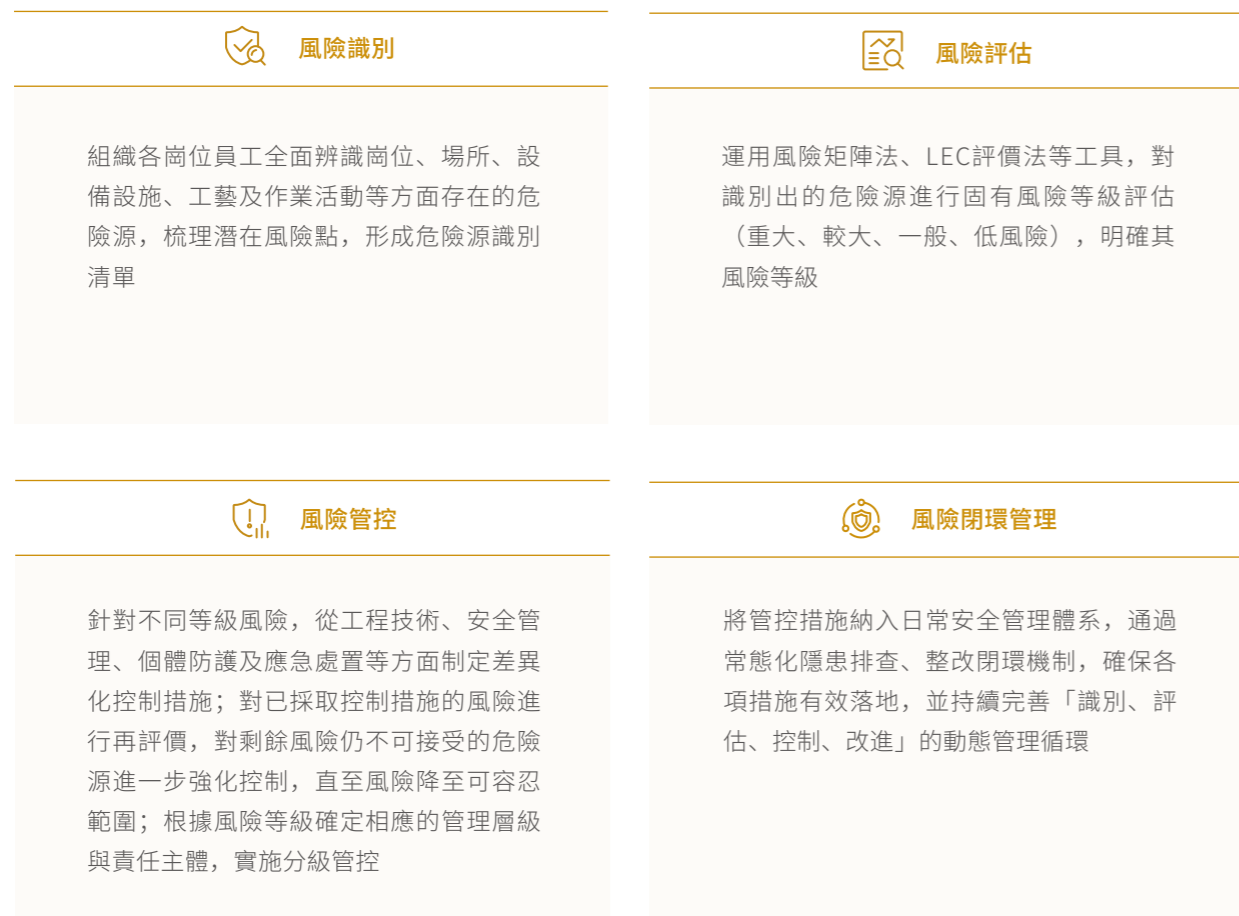 風險識別
組織各崗位員工全面辨識崗位、場所、設
備設施、工藝及作業活動等方面存在的危
險源，梳理潛在風險點，形成危險源識別
清單
風險評估
運用風險矩陣法、LEC評價法等工具，對
識別出的危險源進行固有風險等級評估
（重大、較大、一般、低風險），明確其
風險等級
風險管控
針對不同等級風險，從工程技術、安全管
理、個體防護及應急處置等方面制定差異
化控制措施；對已採取控制措施的風險進
行再評價，對剩餘風險仍不可接受的危險
源進一步強化控制，直至風險降至可容忍
範圍；根據風險等級確定相應的管理層級
與責任主體，實施分級管控
風險閉環管理
將管控措施納入日常安全管理體系，通過
常態化隱患排查、整改閉環機制，確保各
項措施有效落地，並持續完善「識別、評
估、控制、改進」的動態管理循環